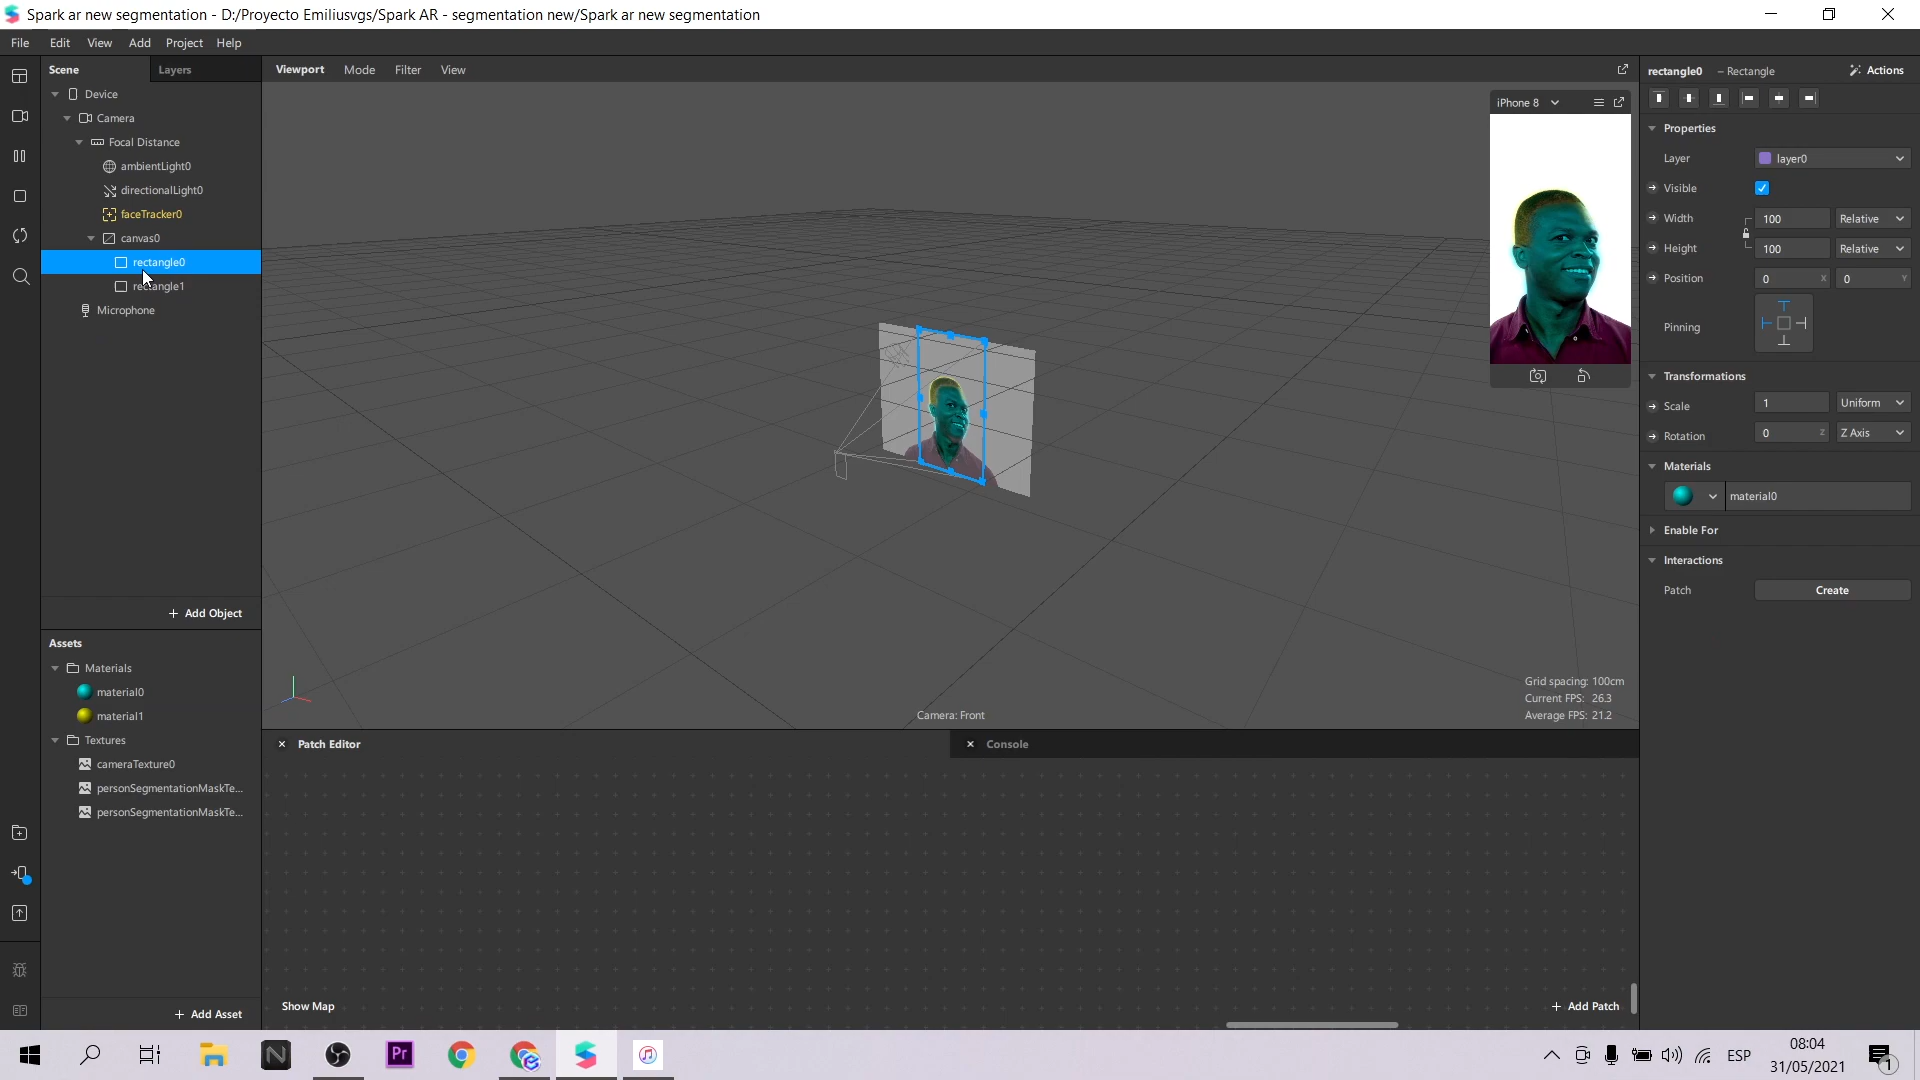 Spark ar new segmentation - D:/Proyecto Emiliusvgs/Spark AR - segmentation new/Spark ar new segmentation
File Edit View Add Project Help
Scene
Layers
Device
Camera
Focal Distance
ambientLight0
directionalLight0
faceTracker0
canvas0
rectangle0
rectangle1
Microphone
+ Add Object
Assets
Materials
material0
material1
Textures
cameraTexture0
personSegmentationMaskTe...
personSegmentationMaskTe...
+ Add Asset
Viewport Mode Filter View
iPhone 8
Grid spacing: 100cm
Current FPS: 26.3
Average FPS: 21.2
Camera: Front
Patch Editor
Console
Show Map
+ Add Patch
rectangle0 – Rectangle
Actions
Properties
Layer layer0
Visible
Width 100 Relative
Height 100 Relative
Position 0 X 0 Y
Pinning
Transformations
Scale 1 Uniform
Rotation 0 Z Z Axis
Materials
material0
Enable For
Interactions
Patch Create
N
Pr
ESP
08:04
31/05/2021
1